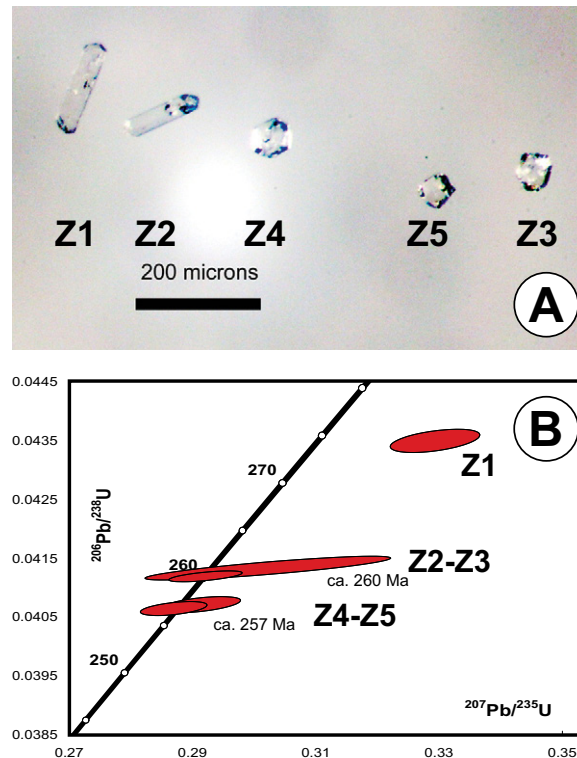 Z1 Z2 Z4 Z5 Z3
200 microns
A
0.0445
B
0.0435
Z1
270
0.0425
²⁰⁶Pb/²³⁸U
0.0415
260
Z2-Z3
ca. 260 Ma
0.0405
Z4-Z5
ca. 257 Ma
250
0.0395
²⁰⁷Pb/²³⁵U
0.0385
0.27 0.29 0.31 0.33 0.35